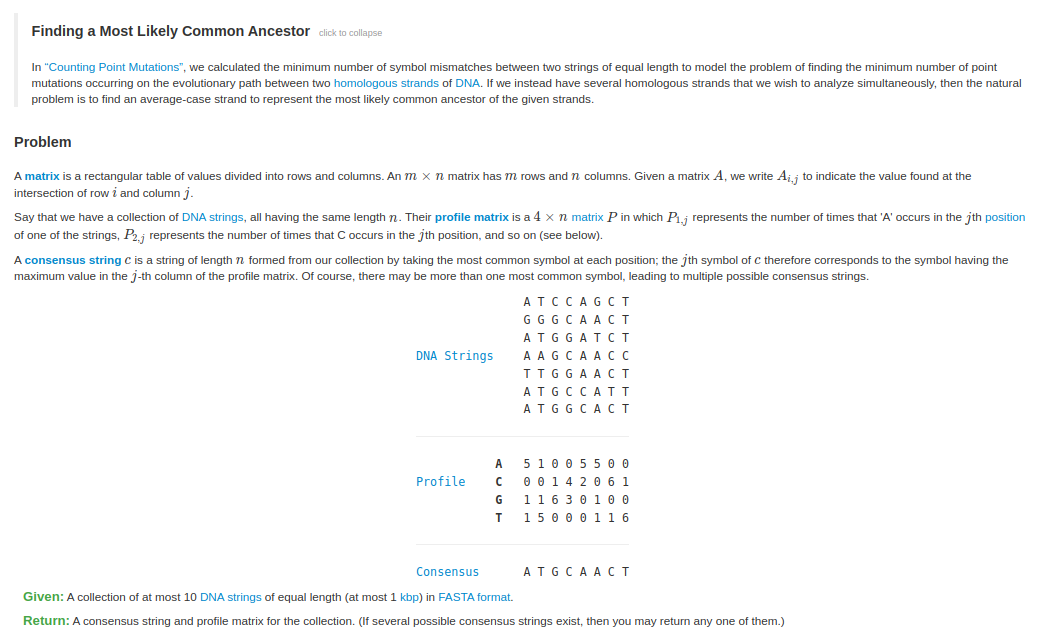 Finding a Most Likely Common Ancestor click to collapse
In “Counting Point Mutations”, we calculated the minimum number of symbol mismatches between two strings of equal length to model the problem of finding the minimum number of point
mutations occurring on the evolutionary path between two homologous strands of DNA. If we instead have several homologous strands that we wish to analyze simultaneously, then the natural
problem is to find an average-case strand to represent the most likely common ancestor of the given strands.
Problem
A matrix is a rectangular table of values divided into rows and columns. An m × n matrix has m rows and n columns. Given a matrix A, we write A_{i,j} to indicate the value found at the
intersection of row i and column j.
Say that we have a collection of DNA strings, all having the same length n. Their profile matrix is a 4 × n matrix P in which P_{1,j} represents the number of times that 'A' occurs in the jth position
of one of the strings, P_{2,j} represents the number of times that C occurs in the jth position, and so on (see below).
A consensus string c is a string of length n formed from our collection by taking the most common symbol at each position; the jth symbol of c therefore corresponds to the symbol having the
maximum value in the j-th column of the profile matrix. Of course, there may be more than one most common symbol, leading to multiple possible consensus strings.
A T C C A G C T
G G G C A A C T
A T G G A T C T
DNA Strings A A G C A A C C
T T G G A A C T
A T G C C A T T
A T G G C A C T
A 5 1 0 0 5 5 0 0
Profile C 0 0 1 4 2 0 6 1
G 1 1 6 3 0 1 0 0
T 1 5 0 0 0 1 1 6
Consensus A T G C A A C T
Given: A collection of at most 10 DNA strings of equal length (at most 1 kbp) in FASTA format.
Return: A consensus string and profile matrix for the collection. (If several possible consensus strings exist, then you may return any one of them.)